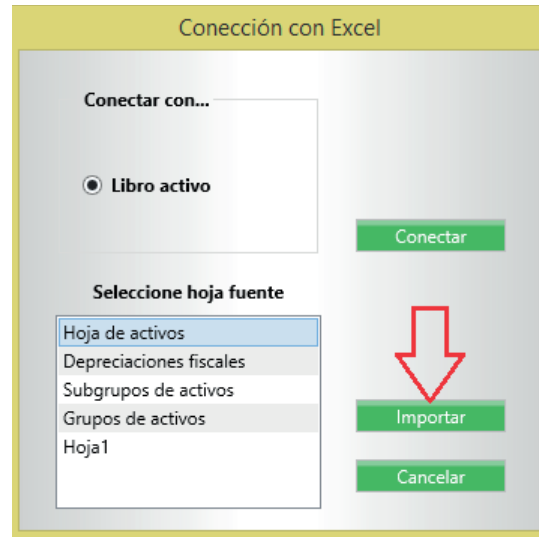 Conección con Excel
Conectar con...
Libro activo
Conectar
Seleccione hoja fuente
Hoja de activos
Depreciaciones fiscales
Subgrupos de activos
Grupos de activos
Hoja1
Importar
Cancelar